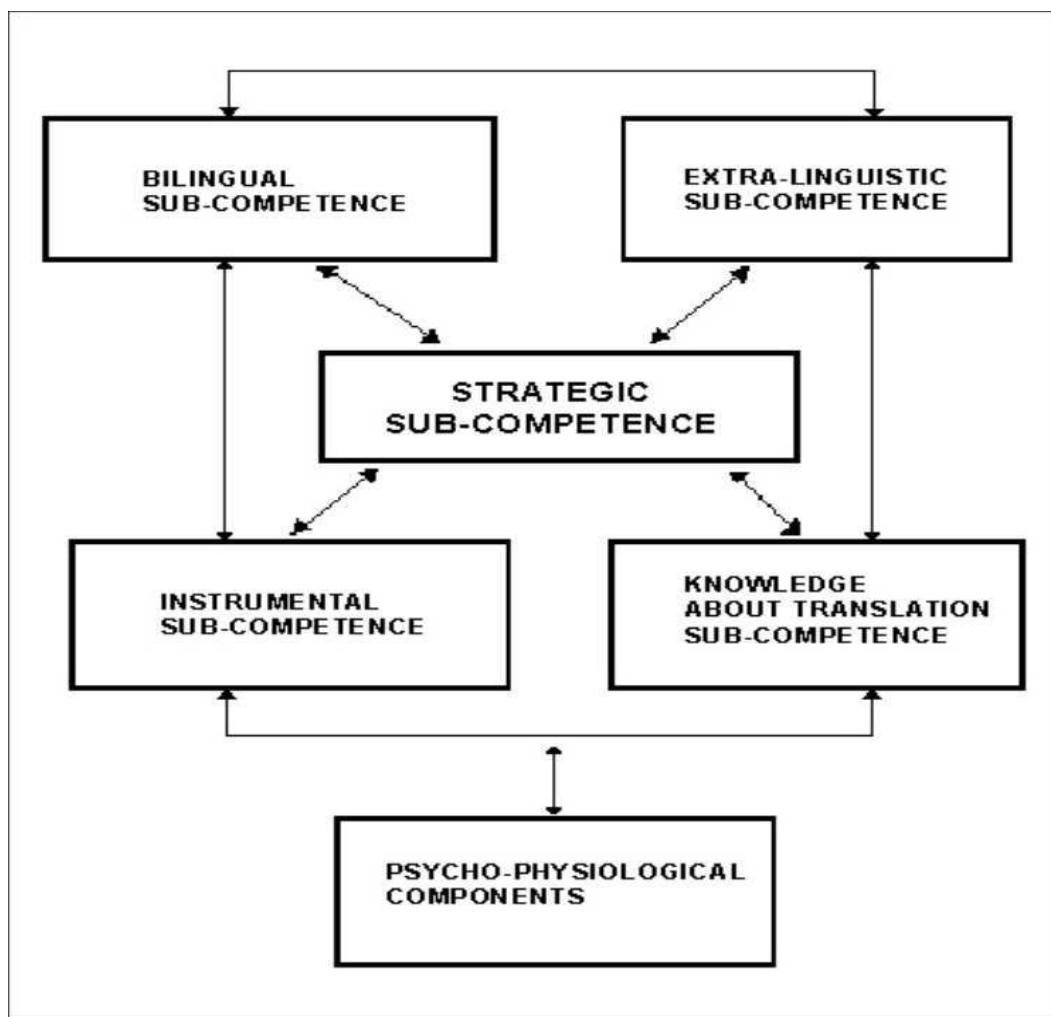 BILINGUAL
SUB-COMPETENCE
EXTRA-LINGUISTIC
SUB-COMPETENCE
STRATEGIC
SUB-COMPETENCE
INSTRUMENTAL
SUB-COMPETENCE
KNOWLEDGE
ABOUT TRANSLATION
SUB-COMPETENCE
PSYCHO-PHYSIOLOGICAL
COMPONENTS